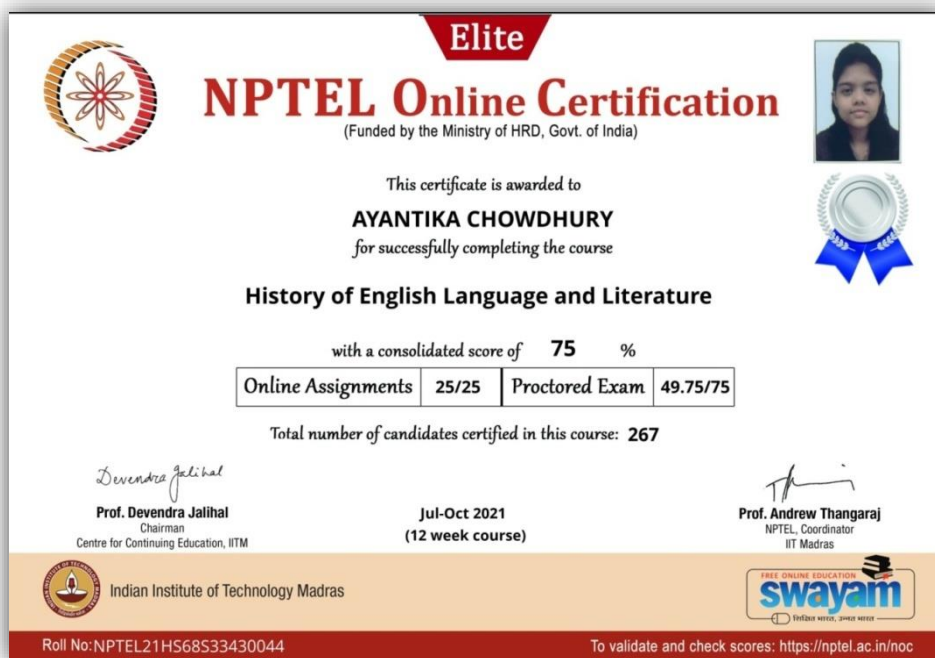 Elite
NPTEL Online Certification
(Funded by the Ministry of HRD, Govt. of India)
This certificate is awarded to
AYANTIKA CHOWDHURY
for successfully completing the course
History of English Language and Literature
with a consolidated score of 75 %
Online Assignments 25/25 Proctored Exam 49.75/75
Total number of candidates certified in this course: 267
Devendra Jalihal
Prof. Devendra Jalihal
Chairman
Centre for Continuing Education, IITM
Jul-Oct 2021
(12 week course)
Prof. Andrew Thangaraj
NPTEL, Coordinator
IIT Madras
Indian Institute of Technology Madras
FREE ONLINE EDUCATION
swayam
शिक्षित भारत, उन्नत भारत
Roll No:NPTEL21HS68S33430044
To validate and check scores: https://nptel.ac.in/noc